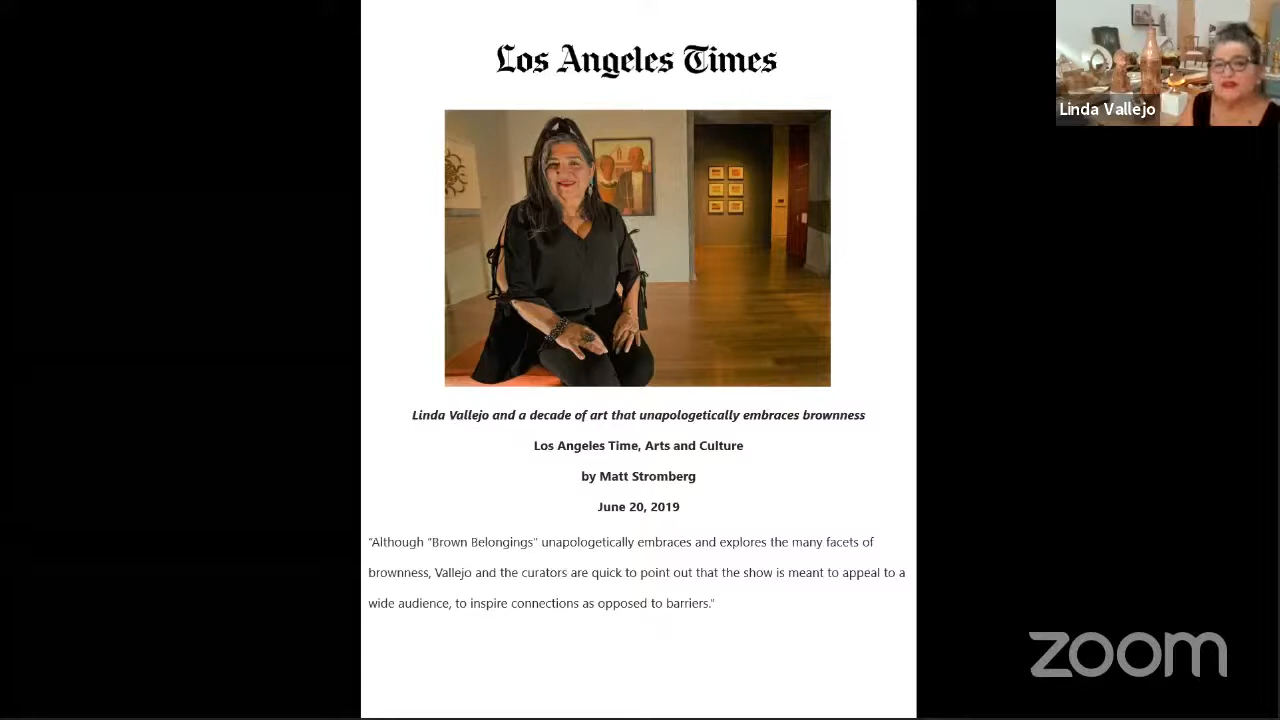 Los Angeles Times
Linda Vallejo
Linda Vallejo and a decade of art that unapologetically embraces brownness
Los Angeles Time, Arts and Culture
by Matt Stromberg
June 20, 2019
"Although "Brown Belongings" unapologetically embraces and explores the many facets of
brownness, Vallejo and the curators are quick to point out that the show is meant to appeal to a
wide audience, to inspire connections as opposed to barriers."
zoom